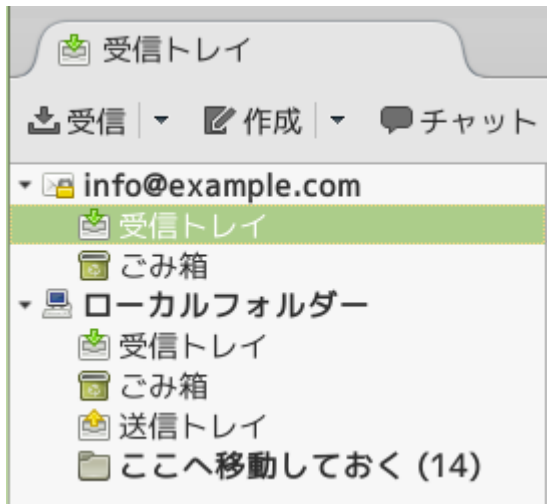 受信トレイ
受信 作成 チャット
info@example.com
受信トレイ
ごみ箱
ローカルフォルダー
受信トレイ
ごみ箱
送信トレイ
ここへ移動しておく (14)